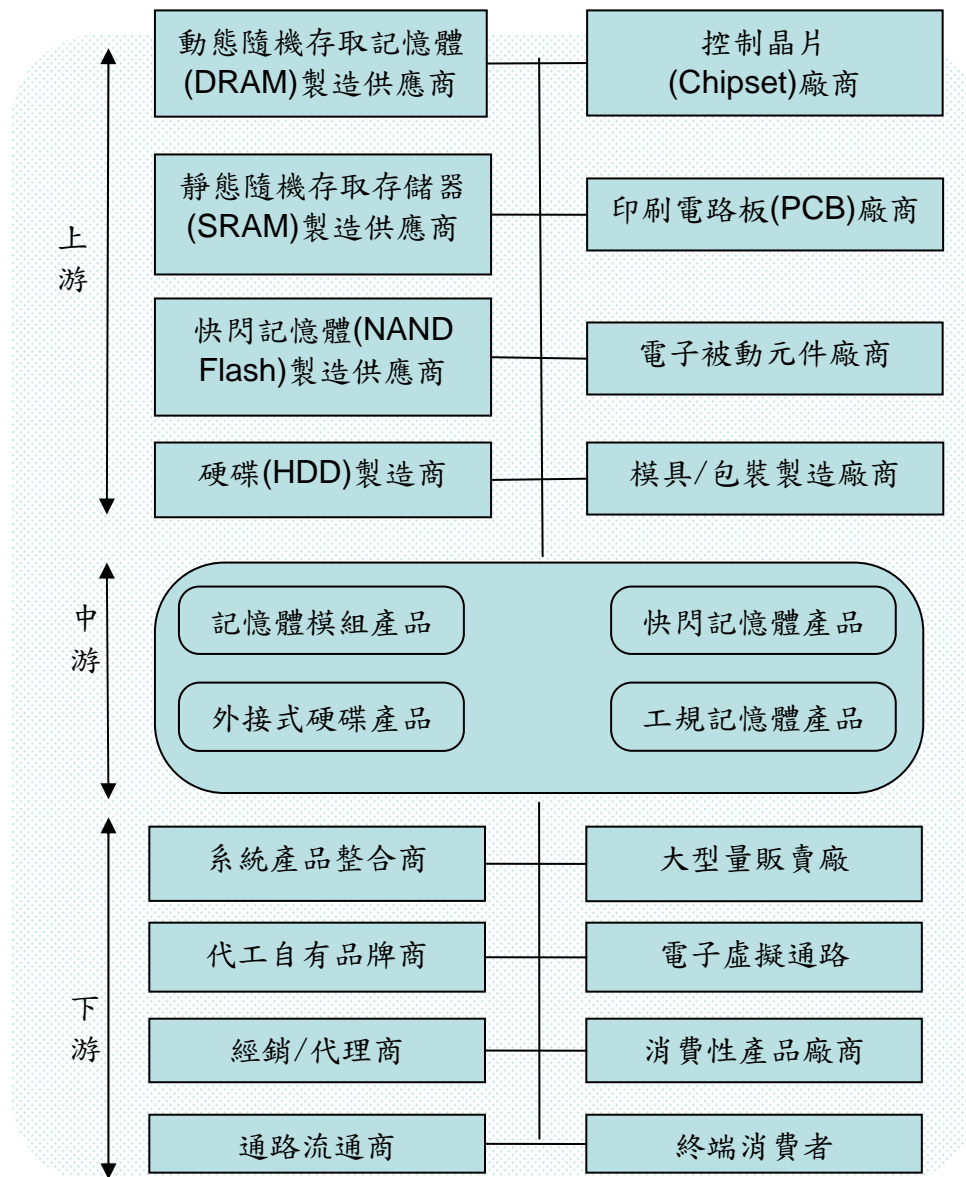 動態隨機存取記憶體
(DRAM)製造供應商
控制晶片
(Chipset)廠商
靜態隨機存取存儲器
(SRAM)製造供應商
印刷電路板(PCB)廠商
上
游
快閃記憶體(NAND
Flash)製造供應商
電子被動元件廠商
硬碟(HDD)製造商
模具/包裝製造廠商
中
游
記憶體模組產品
快閃記憶體產品
外接式硬碟產品
工規記憶體產品
系統產品整合商
大型量販賣廠
代工自有品牌商
電子虛擬通路
下
游
經銷/代理商
消費性產品廠商
通路流通商
終端消費者